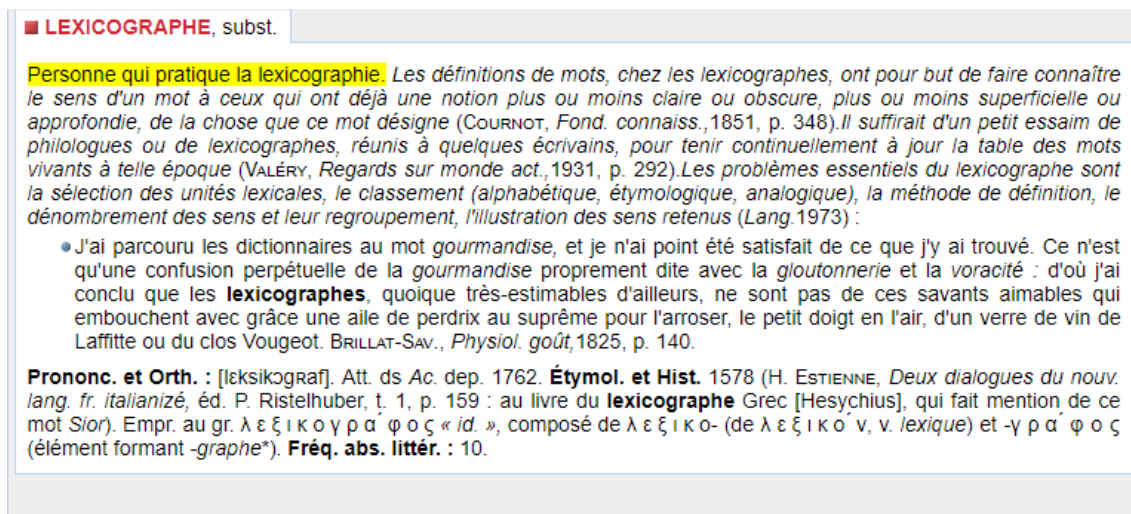 LEXICOGRAPHE, subst.
Personne qui pratique la lexicographie. Les définitions de mots, chez les lexicographes, ont pour but de faire connaître
le sens d'un mot à ceux qui ont déjà une notion plus ou moins claire ou obscure, plus ou moins superficielle ou
approfondie, de la chose que ce mot désigne (COURNOT, Fond. connaiss.,1851, p. 348).Il suffirait d'un petit essaim de
philologues ou de lexicographes, réunis à quelques écrivains, pour tenir continuellement à jour la table des mots
vivants à telle époque (VALÉRY, Regards sur monde act.,1931, p. 292).Les problèmes essentiels du lexicographe sont
la sélection des unités lexicales, le classement (alphabétique, étymologique, analogique), la méthode de définition, le
dénombrement des sens et leur regroupement, l'illustration des sens retenus (Lang.1973) :
J'ai parcouru les dictionnaires au mot gourmandise, et je n'ai point été satisfait de ce que j'y ai trouvé. Ce n'est
qu'une confusion perpétuelle de la gourmandise proprement dite avec la gloutonnerie et la voracité : d'où j'ai
conclu que les lexicographes, quoique très-estimables d'ailleurs, ne sont pas de ces savants aimables qui
embouchent avec grâce une aile de perdrix au suprême pour l'arroser, le petit doigt en l'air, d'un verre de vin de
Laffitte ou du clos Vougeot. BRILLAT-SAV., Physiol. goût,1825, p. 140.
Prononc. et Orth. : [lεksikɔgʀaf]. Att. ds Ac. dep. 1762. Étymol. et Hist. 1578 (H. ESTIENNE, Deux dialogues du nouv.
lang. fr. italianizé, éd. P. Ristelhuber, t. 1, p. 159 : au livre du lexicographe Grec [Hesychius], qui fait mention de ce
mot Sior). Empr. au gr. λ ε ξ ι κ ο γ ρ α ́ φ ο ς « id. », composé de λ ε ξ ι κ ο- (de λ ε ξ ι κ ο ́ ν, v. lexique) et -γ ρ α ́ φ ο ς
(élément formant -graphe*). Fréq. abs. littér. : 10.